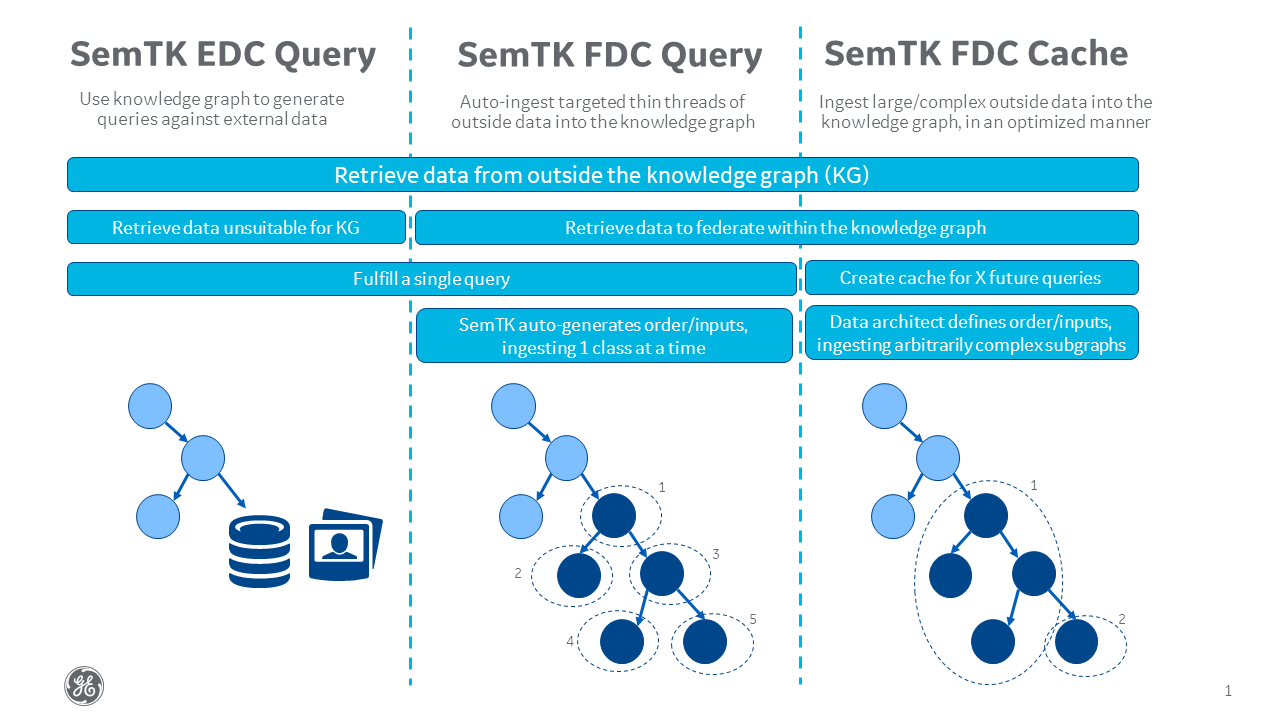 SemTK EDC Query
Use knowledge graph to generate
queries against external data
SemTK FDC Query
Auto-ingest targeted thin threads of
outside data into the knowledge graph
SemTK FDC Cache
Ingest large/complex outside data into the
knowledge graph, in an optimized manner
Retrieve data from outside the knowledge graph (KG)
Retrieve data unsuitable for KG
Retrieve data to federate within the knowledge graph
Fulfill a single query
Create cache for X future queries
SemTK auto-generates order/inputs,
ingesting 1 class at a time
Data architect defines order/inputs,
ingesting arbitrarily complex subgraphs
1
2
3
4
5
1
2
GE
1